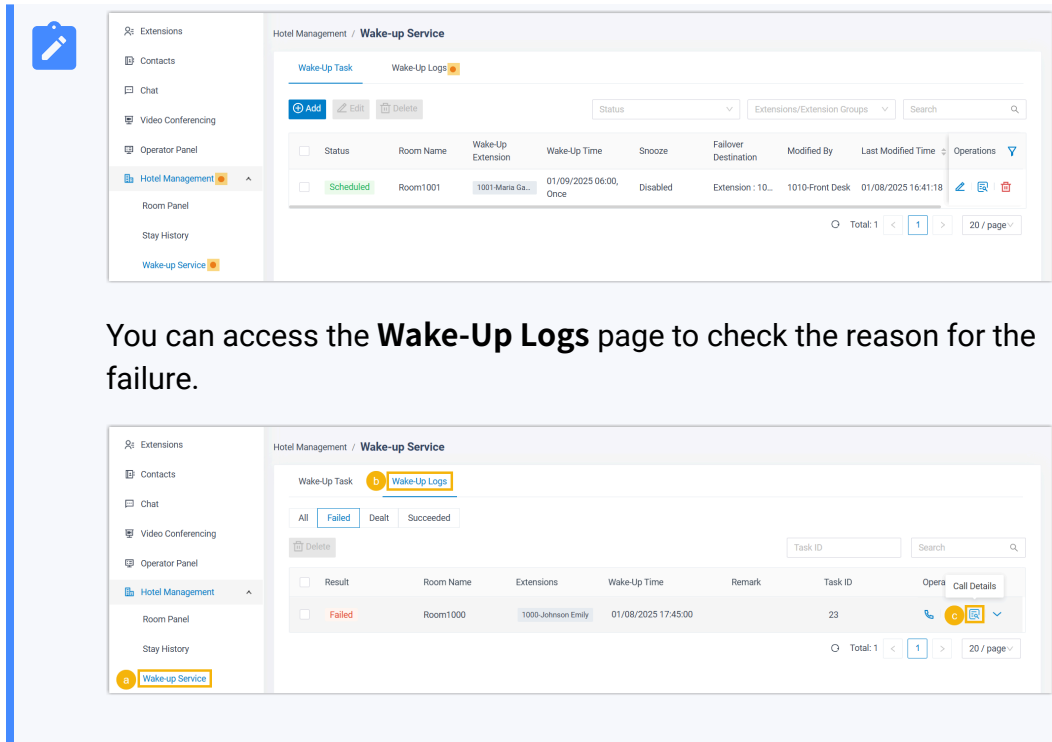 Extensions
Contacts
Chat
Video Conferencing
Operator Panel
Hotel Management
Room Panel
Stay History
Wake-up Service
Hotel Management / Wake-up Service
Wake-Up Task Wake-Up Logs
Add Edit Delete Status Extensions/Extension Groups Search
Status Room Name Wake-Up Extension Wake-Up Time Snooze Failover Destination Modified By Last Modified Time Operations
Scheduled Room1001 1001-Maria Ga... 01/09/2025 06:00, Once Disabled Extension : 10... 1010-Front Desk 01/08/2025 16:41:18
Total: 1 < 1 > 20 / page
You can access the Wake-Up Logs page to check the reason for the
failure.
Extensions
Contacts
Chat
Video Conferencing
Operator Panel
Hotel Management
Room Panel
Stay History
a Wake-up Service
Hotel Management / Wake-up Service
Wake-Up Task b Wake-Up Logs
All Failed Dealt Succeeded
Delete Task ID Search
Result Room Name Extensions Wake-Up Time Remark Task ID Opera
Call Details
Failed Room1000 1000-Johnson Emily 01/08/2025 17:45:00 23 c
Total: 1 < 1 > 20 / page